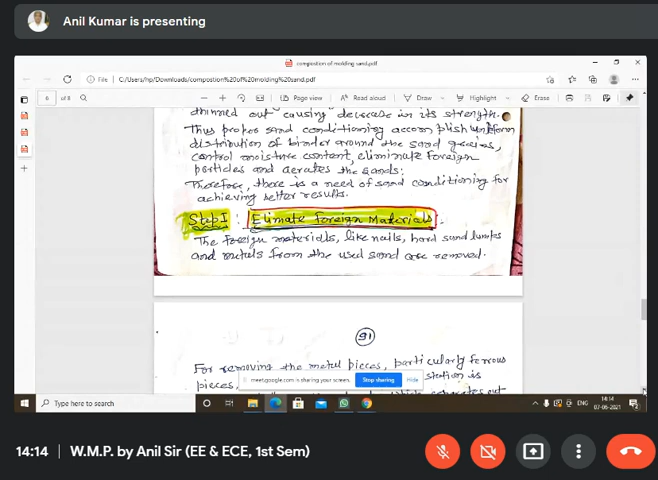 Anil Kumar is presenting
compostion of molding sand.pdf
File
C:/Users/hp/Downloads/compostion%20of%20molding%20sand.pdf
6 of 8
Page view
Read aloud
Draw
Highlight
Erase
thinned out causing decrease in its strength.
Thus proper sand conditioning accomplish uniform
distribution of binder around the sand grains,
control moisture content, eliminate foreign
particles and aerates the sands.
Therefore, there is a need of sand conditioning for
achieving better results.
Step I : Elimate Foreign Materials.
The foreign materials, like nails, hard sand lumps
and metals from the used sand are removed.
91
For removing the metal pieces, particularly ferrous
pieces,
station is
meet.google.com is sharing your screen.
Stop sharing
Hide
which separates out
Type here to search
ENG
14:14
07-06-2021
14:14 | W.M.P. by Anil Sir (EE & ECE, 1st Sem)